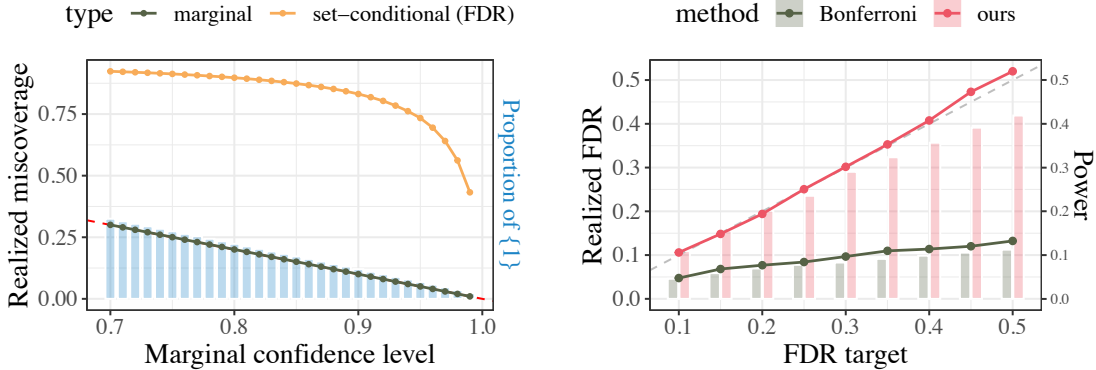 type marginal set−conditional (FDR)
Realized miscoverage
0.75
0.50
0.25
0.00
0.7 0.8 0.9 1.0
Marginal confidence level
Proportion of {1}
method Bonferroni ours
Realized FDR
0.5
0.4
0.3
0.2
0.1
0.0
0.1 0.2 0.3 0.4 0.5
FDR target
0.5
0.4
0.3
0.2
0.1
0.0
Power